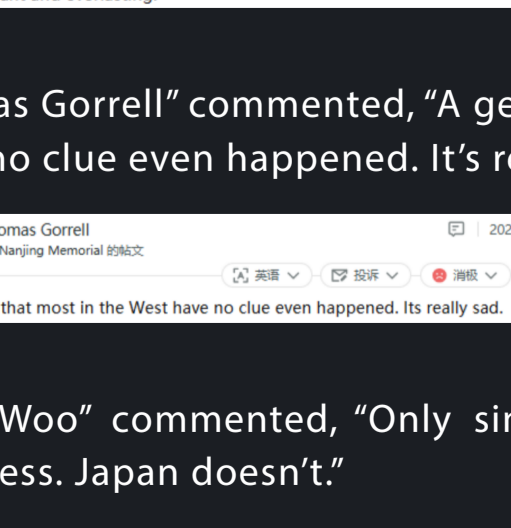 as Gorrell” commented, “A ge
no clue even happened. It’s r
omas Gorrell
202
Nanjing Memorial 的帖文
英语
投诉
消极
that most in the West have no clue even happened. Its really sad.
Woo” commented, “Only si
ess. Japan doesn’t.”